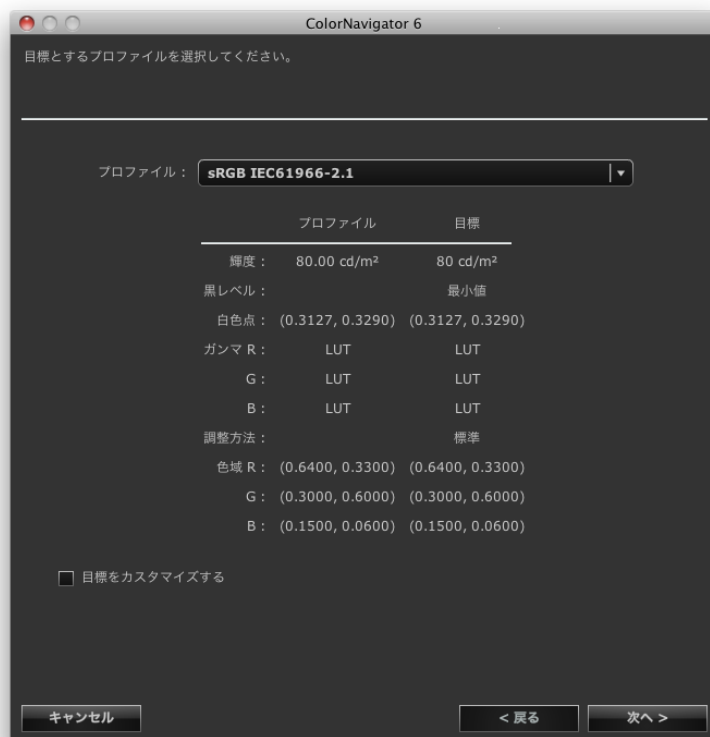 ColorNavigator 6
目標とするプロファイルを選択してください。
プロファイル： sRGB IEC61966-2.1
プロファイル 目標
輝度： 80.00 cd/m² 80 cd/m²
黒レベル： 最小値
白色点： (0.3127, 0.3290) (0.3127, 0.3290)
ガンマ R： LUT LUT
G： LUT LUT
B： LUT LUT
調整方法： 標準
色域 R： (0.6400, 0.3300) (0.6400, 0.3300)
G： (0.3000, 0.6000) (0.3000, 0.6000)
B： (0.1500, 0.0600) (0.1500, 0.0600)
目標をカスタマイズする
キャンセル < 戻る 次へ >